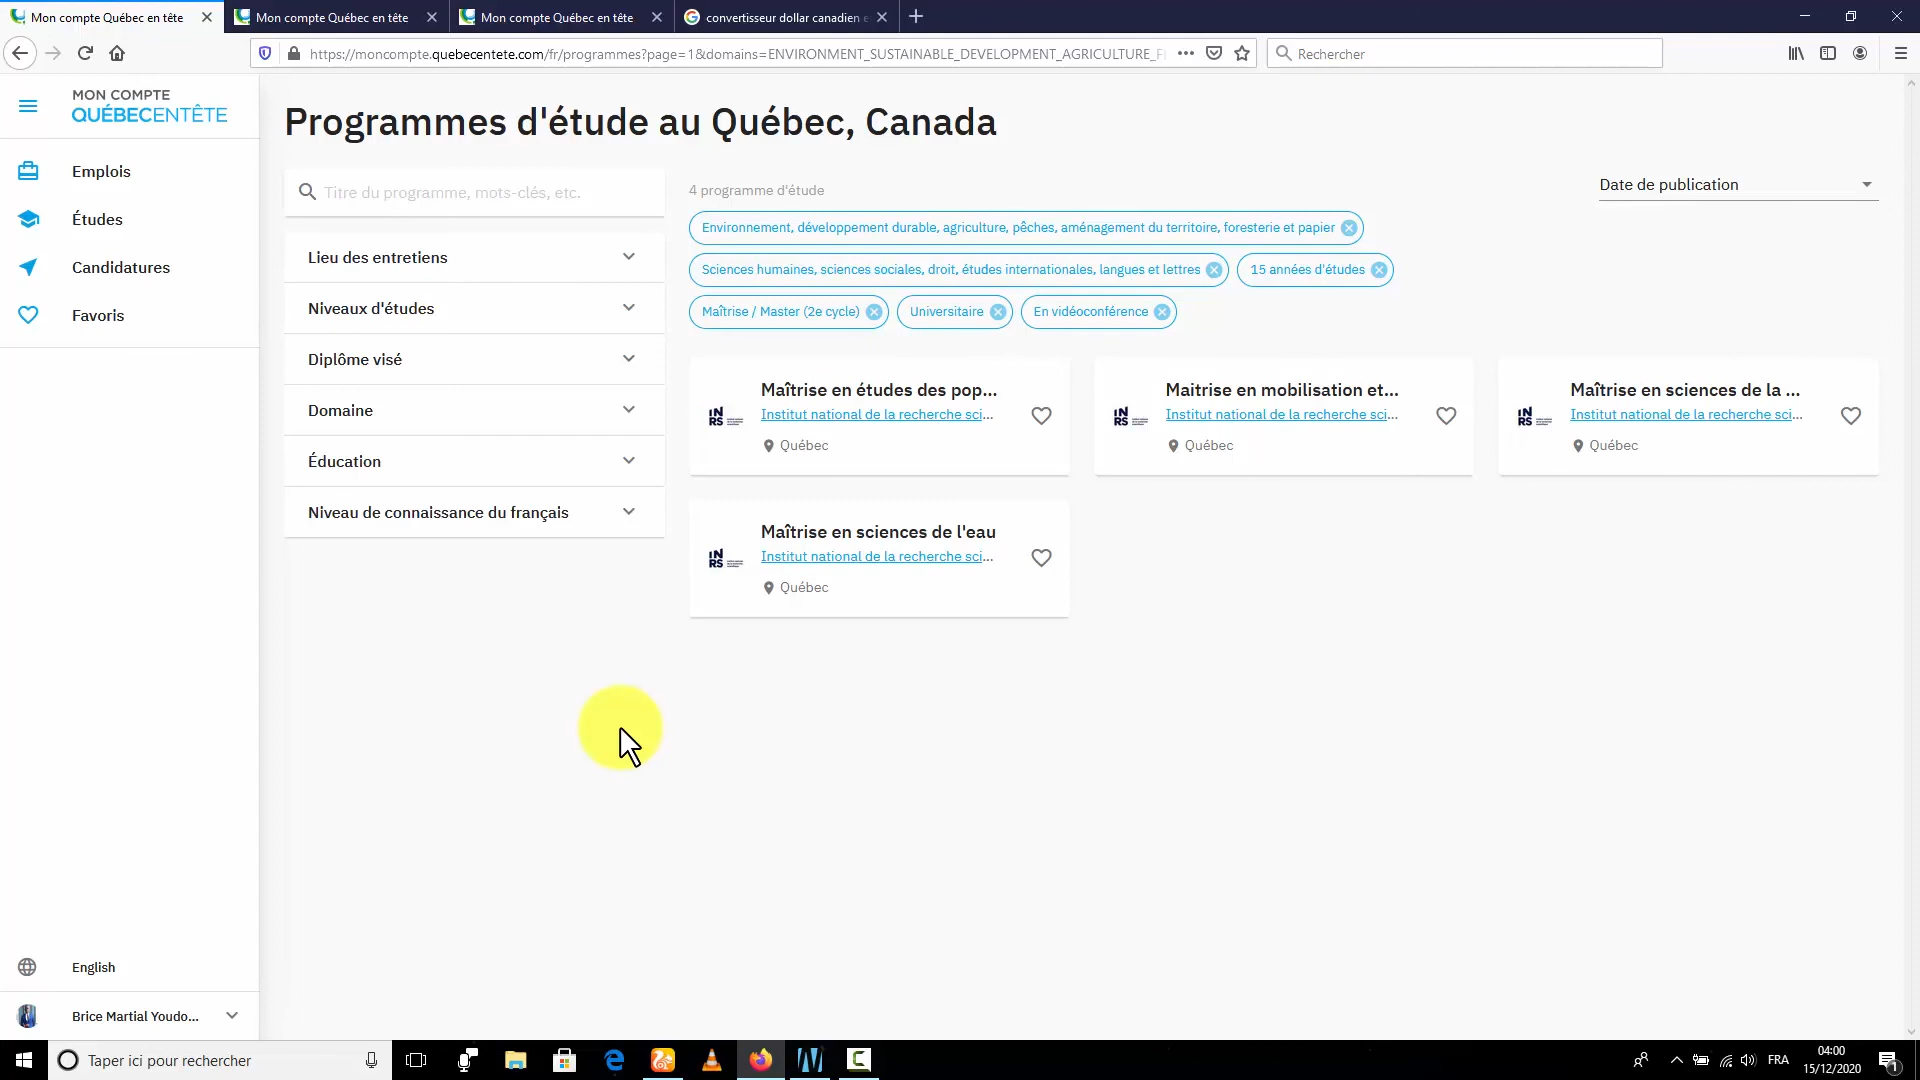 Mon compte Québec en tête
Mon compte Québec en tête
Mon compte Québec en tête
convertisseur dollar canadien e
https://moncompte.quebecentete.com/fr/programmes?page=1&domains=ENVIRONMENT_SUSTAINABLE_DEVELOPMENT_AGRICULTURE_F
Rechercher
MON COMPTE
QUÉBECENTÊTE
Emplois
Études
Candidatures
Favoris
English
Brice Martial Youdo...
Programmes d'étude au Québec, Canada
Titre du programme, mots-clés, etc.
Lieu des entretiens
Niveaux d'études
Diplôme visé
Domaine
Éducation
Niveau de connaissance du français
4 programme d'étude
Date de publication
Environnement, développement durable, agriculture, pêches, aménagement du territoire, foresterie et papier
Sciences humaines, sciences sociales, droit, études internationales, langues et lettres
15 années d'études
Maîtrise / Master (2e cycle)
Universitaire
En vidéoconférence
INRS
Maîtrise en études des pop...
Institut national de la recherche sci...
Québec
INRS
Maitrise en mobilisation et...
Institut national de la recherche sci...
Québec
INRS
Maîtrise en sciences de la ...
Institut national de la recherche sci...
Québec
INRS
Maîtrise en sciences de l'eau
Institut national de la recherche sci...
Québec
Taper ici pour rechercher
FRA
04:00
15/12/2020
1